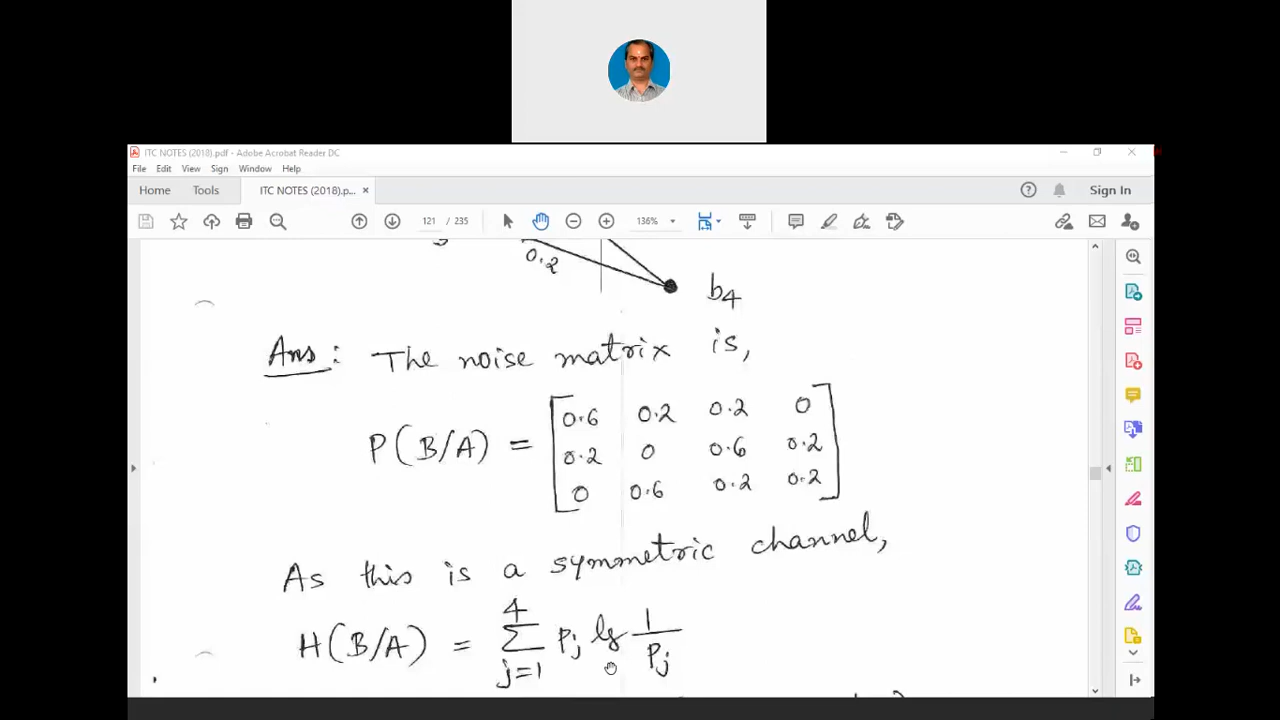 ITC NOTES (2018).pdf - Adobe Acrobat Reader DC
File Edit View Sign Window Help
Home Tools ITC NOTES (2018).p... × Sign In
121 / 235 136%
0.2
b4
Ans: The noise matrix is,
P(B/A) = [0.6 0.2 0.2 0
0.2 0 0.6 0.2
0 0.6 0.2 0.2]
As this is a symmetric channel,
H(B/A) = 4∑j=1 Pj lg 1/Pj